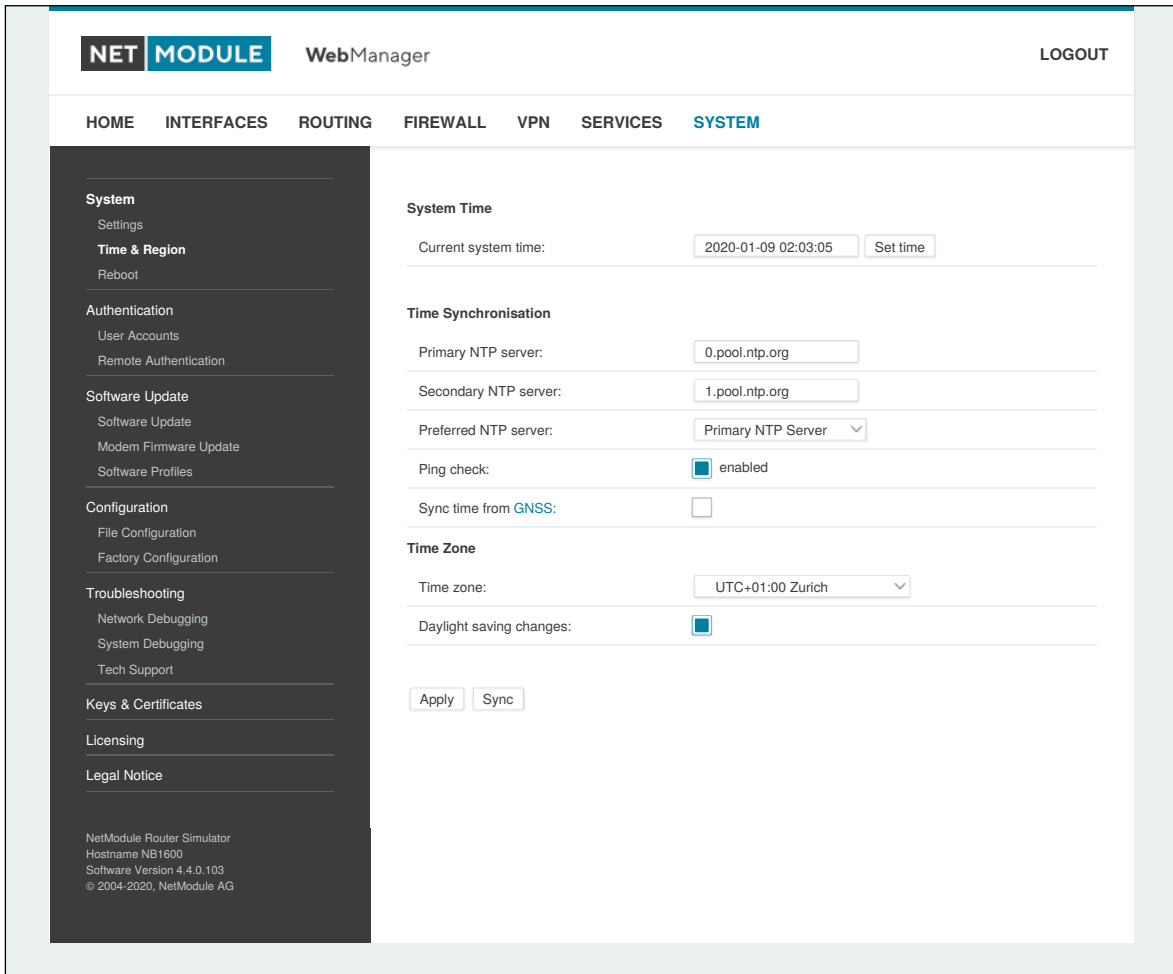 NET MODULE WebManager LOGOUT
HOME INTERFACES ROUTING FIREWALL VPN SERVICES SYSTEM
System
Settings
Time & Region
Reboot
Authentication
User Accounts
Remote Authentication
Software Update
Software Update
Modem Firmware Update
Software Profiles
Configuration
File Configuration
Factory Configuration
Troubleshooting
Network Debugging
System Debugging
Tech Support
Keys & Certificates
Licensing
Legal Notice
NetModule Router Simulator
Hostname NB1600
Software Version 4.4.0.103
© 2004-2020, NetModule AG
System Time
Current system time: 2020-01-09 02:03:05 Set time
Time Synchronisation
Primary NTP server: 0.pool.ntp.org
Secondary NTP server: 1.pool.ntp.org
Preferred NTP server: Primary NTP Server
Ping check: enabled
Sync time from GNSS:
Time Zone
Time zone: UTC+01:00 Zurich
Daylight saving changes:
Apply Sync